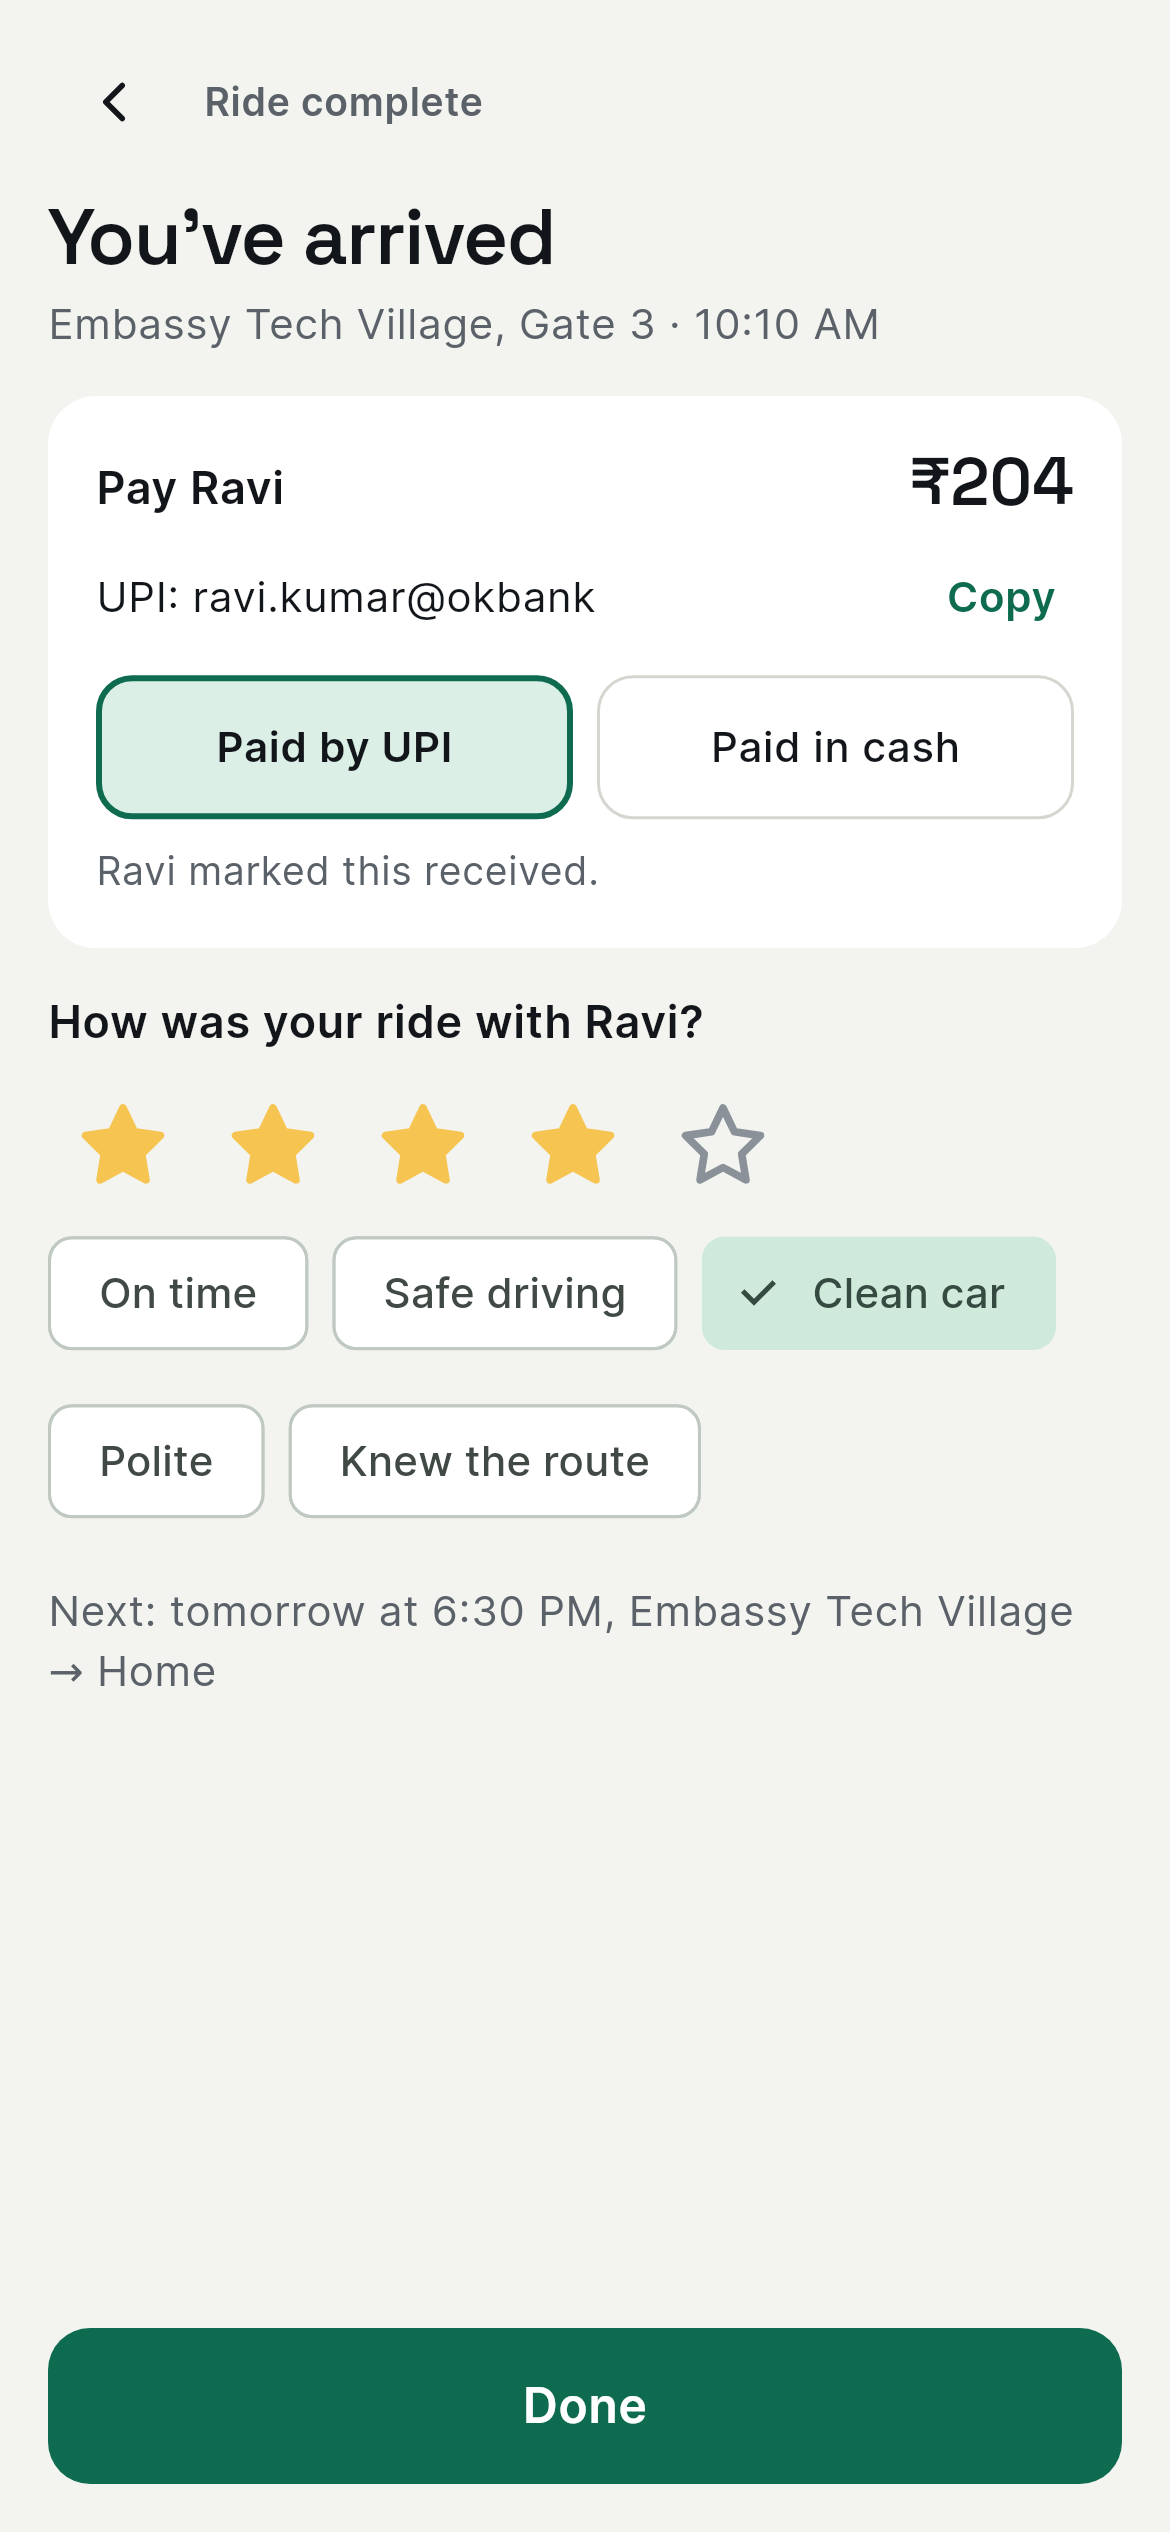 Ride complete
You’ve arrived
Embassy Tech Village, Gate 3 · 10:10 AM
Pay Ravi
₹204
UPI: ravi.kumar@okbank
Copy
Paid by UPI
Paid in cash
Ravi marked this received.
How was your ride with Ravi?
On time
Safe driving
Clean car
Polite
Knew the route
Next: tomorrow at 6:30 PM, Embassy Tech Village
→ Home
Done